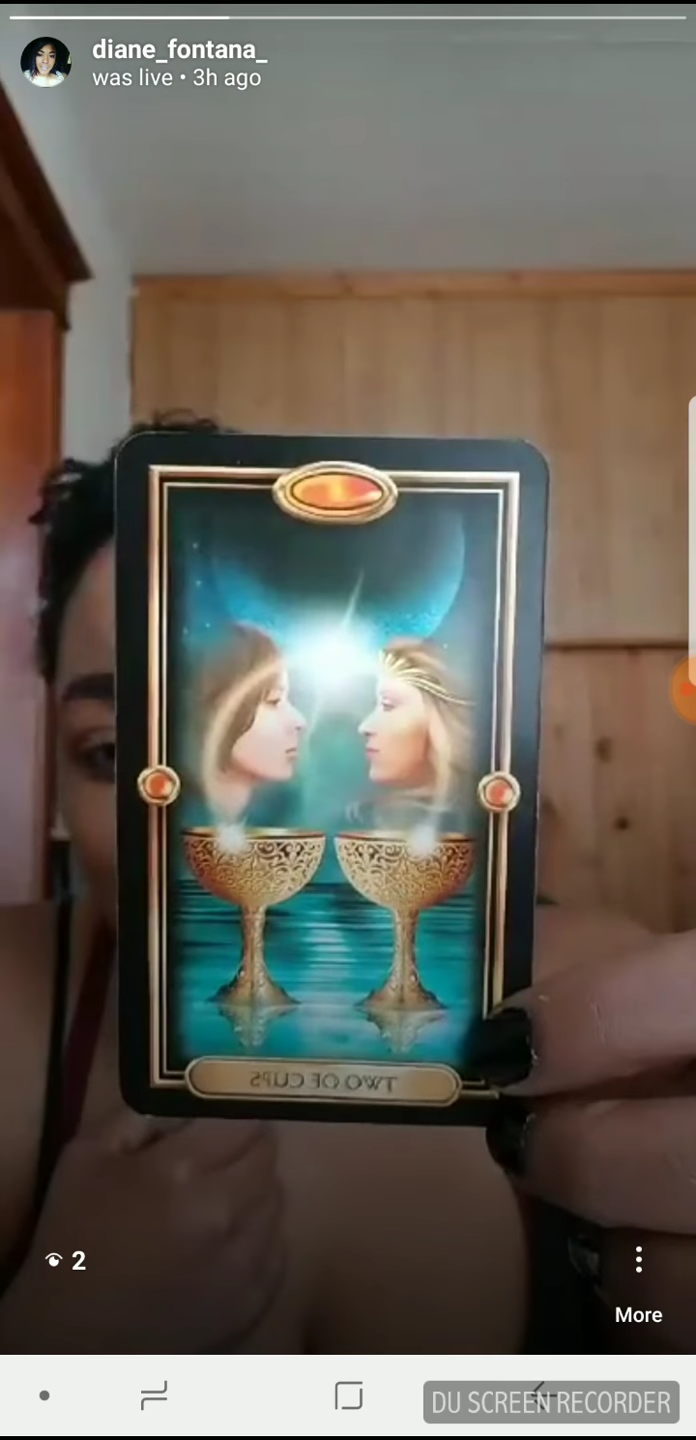 diane_fontana_
was live • 3h ago
TWO OF CUPS
2
More
DU SCREEN RECORDER